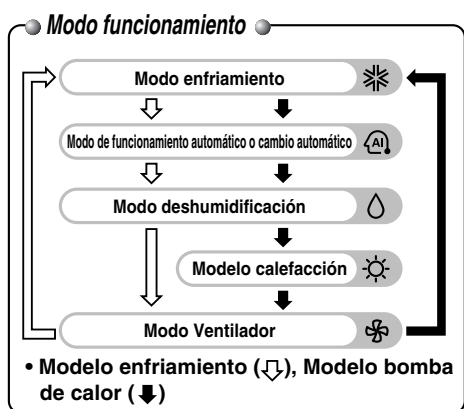 Modo funcionamiento
Modo enfriamiento
Modo de funcionamiento automático o cambio automático
AI
Modo deshumidificación
Modelo calefacción
Modo Ventilador
• Modelo enfriamiento (⇩), Modelo bomba
de calor (⬇)